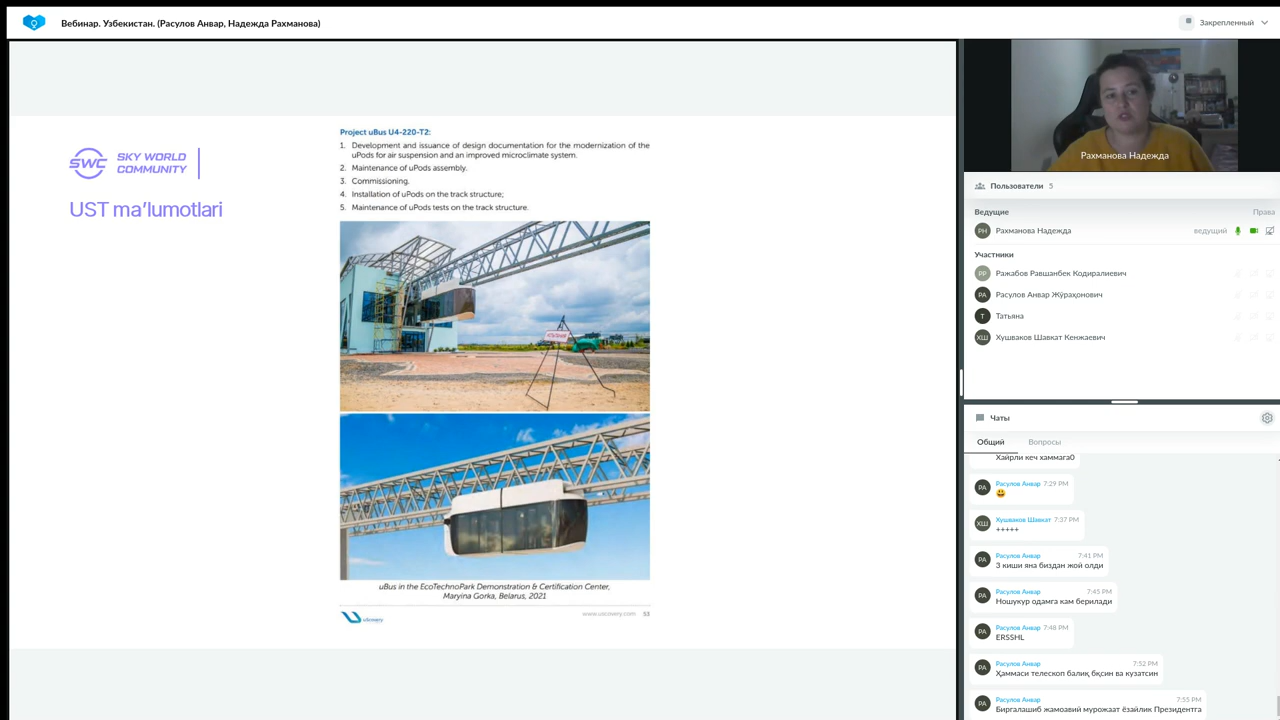 Вебинар. Узбекистан. (Расулов Анвар, Надежда Рахманова)
Закрепленный
SWC
SKY WORLD
COMMUNITY
UST ma'lumotlari
Project uBus U4-220-T2:
1. Development and issuance of design documentation for the modernization of the
uPods for air suspension and an improved microclimate system.
2. Maintenance of uPods assembly.
3. Commissioning.
4. Installation of uPods on the track structure;
5. Maintenance of uPods tests on the track structure.
uBus in the EcoTechnoPark Demonstration & Certification Center,
Maryina Gorka, Belarus, 2021
www.ustunery.com 53
Рахманова Надежда
Пользователи 5
Ведущие Права
РН Рахманова Надежда ведущий
Участники
РР Ражабов Равшанбек Кодиралиевич
РА Расулов Анвар Жўраҳонович
Т Татьяна
ХШ Хушваков Шавкат Кенжаевич
Чаты
Общий Вопросы
Хайрли кеч хаммага0
РА Расулов Анвар 7:29 PM
😃
ХШ Хушваков Шавкат 7:37 PM
+++++
РА Расулов Анвар 7:41 PM
3 киши яна биздан жой олди
РА Расулов Анвар 7:45 PM
Ношукур одамга кам берилади
РА Расулов Анвар 7:48 PM
ERSSHL
РА Расулов Анвар 7:52 PM
Ҳаммаси телескоп балиқ бқсин ва кузатсин
РА Расулов Анвар 7:55 PM
Биргалашиб жамоавий мурожаат ёзайлик Президентга